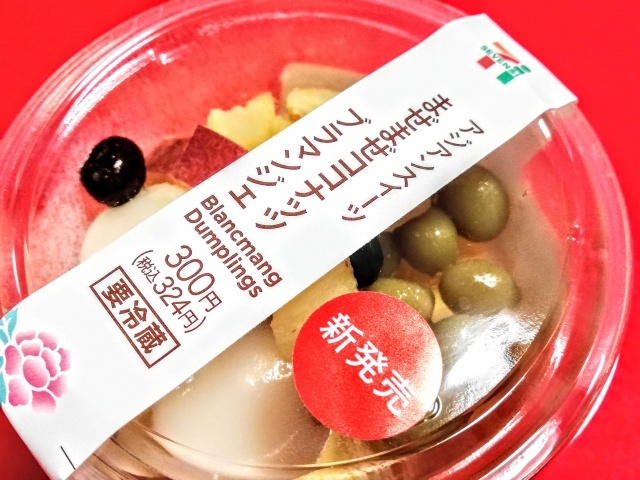 7
SEVEN
アジアンスイーツ
まぜまぜココナッツ
ブラマンジェ
Blancmang
Dumplings
300円
(税込324円)
要冷蔵
新発売